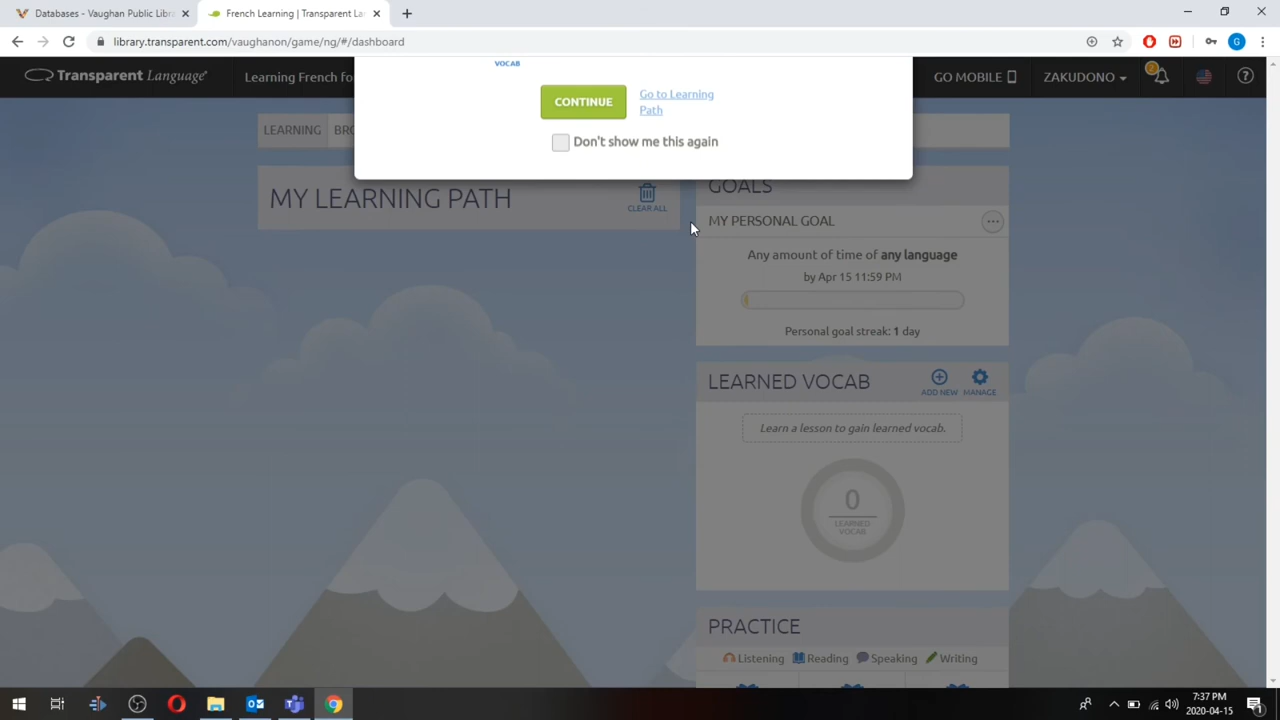 Databases - Vaughan Public Libra
French Learning | Transparent La
library.transparent.com/vaughanon/game/ng/#/dashboard
G
Transparent Language
Learning French fo
GO MOBILE
ZAKUDONO
2
VOCAB
CONTINUE
Go to Learning
Path
Don't show me this again
LEARNING
BRO
MY LEARNING PATH
CLEAR ALL
GOALS
MY PERSONAL GOAL
Any amount of time of any language
by Apr 15 11:59 PM
Personal goal streak: 1 day
LEARNED VOCAB
ADD NEW
MANAGE
Learn a lesson to gain learned vocab.
0
LEARNED
VOCAB
PRACTICE
Listening
Reading
Speaking
Writing
7:37 PM
2020-04-15